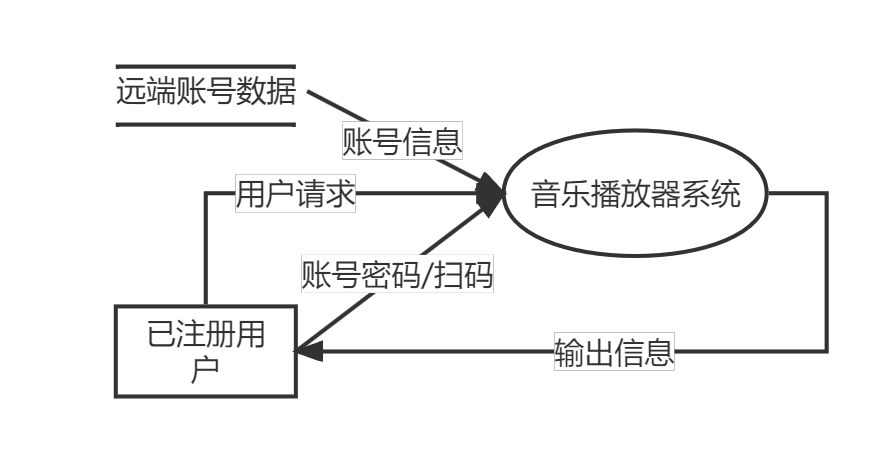 远端账号数据
账号信息
用户请求
音乐播放器系统
账号密码/扫码
已注册用
户
输出信息